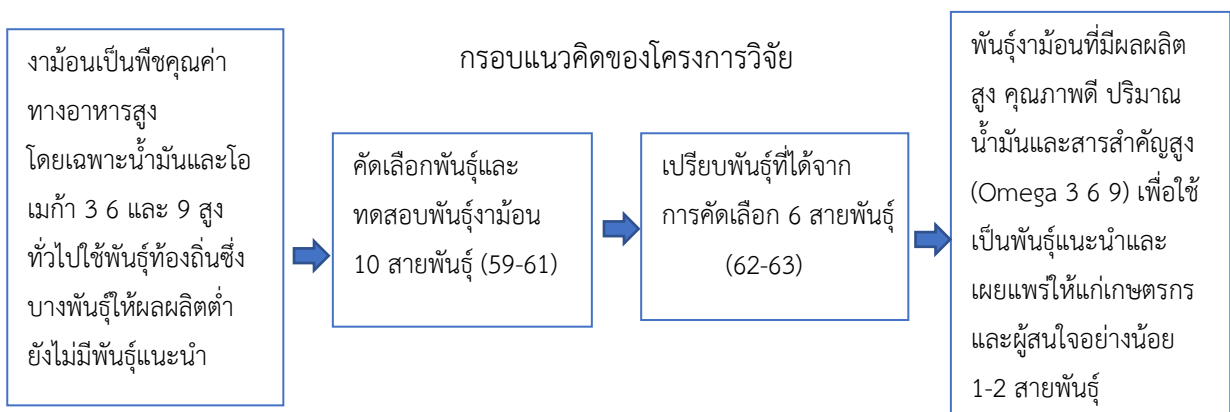 กรอบแนวคิดของโครงการวิจัย
งาม้อนเป็นพืชคุณค่า
ทางอาหารสูง
โดยเฉพาะน้ำมันและโอ
เมก้า 3 6 และ 9 สูง
ทั่วไปใช้พันธุ์ท้องถิ่นซึ่ง
บางพันธุ์ให้ผลผลิตต่ำ
ยังไม่มีพันธุ์แนะนำ
คัดเลือกพันธุ์และ
ทดสอบพันธุ์งาม้อน
10 สายพันธุ์ (59-61)
เปรียบพันธุ์ที่ได้จาก
การคัดเลือก 6 สายพันธุ์
(62-63)
พันธุ์งาม้อนที่มีผลผลิต
สูง คุณภาพดี ปริมาณ
น้ำมันและสารสำคัญสูง
(Omega 3 6 9) เพื่อใช้
เป็นพันธุ์แนะนำและ
เผยแพร่ให้แก่เกษตรกร
และผู้สนใจอย่างน้อย
1-2 สายพันธุ์